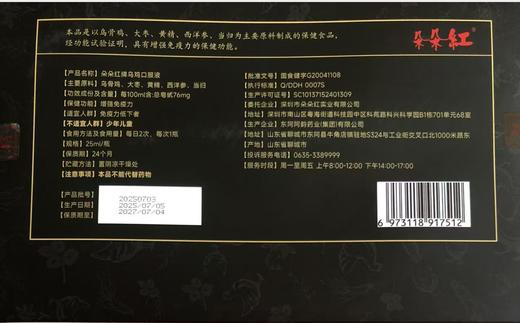 本品是以乌骨鸡、大枣、黄精、西洋参、当归为主要原料制成的保健食品,
经功能试验证明,具有增强免疫力的保健功能。
朵朵红
【产品名称】朵朵红牌乌鸡口服液
【主要原料】乌骨鸡、大枣、黄精、西洋参、当归
【功效成份及含量】每100ml含:总皂甙76mg
【保健功能】增强免疫力
【适宜人群】免疫力低下者
【不适宜人群】少年儿童
【食用方法及食用量】每日2次、每次1瓶
【规格】25ml/瓶
【保质期】24个月
【贮藏方法】置阴凉干燥处
【注意事项】本品不能代替药物
【批准文号】国食健字G20041108
【执行标准】Q/DDH 0007S
【生产许可证号】SC10137152401309
【委托企业】深圳市朵朵红实业有限公司
【地址】深圳市南山区粤海街道科技园中区科苑路科兴科学园B1栋701单元65号
【生产企业】东阿阿韵药业(集团)有限公司
【地址】山东省聊城市东阿县牛角店镇驻地S324与工业街交叉口北1000米路东
【产地】山东省聊城市
【投诉服务电话】0635-3389999
【服务时段】周一至周五 上午8:00-12:00 下午14:00-17:00
【产品批号】20250703
【生产日期】2025/07/05
【保质期至】2027/07/04
6 973118 917512